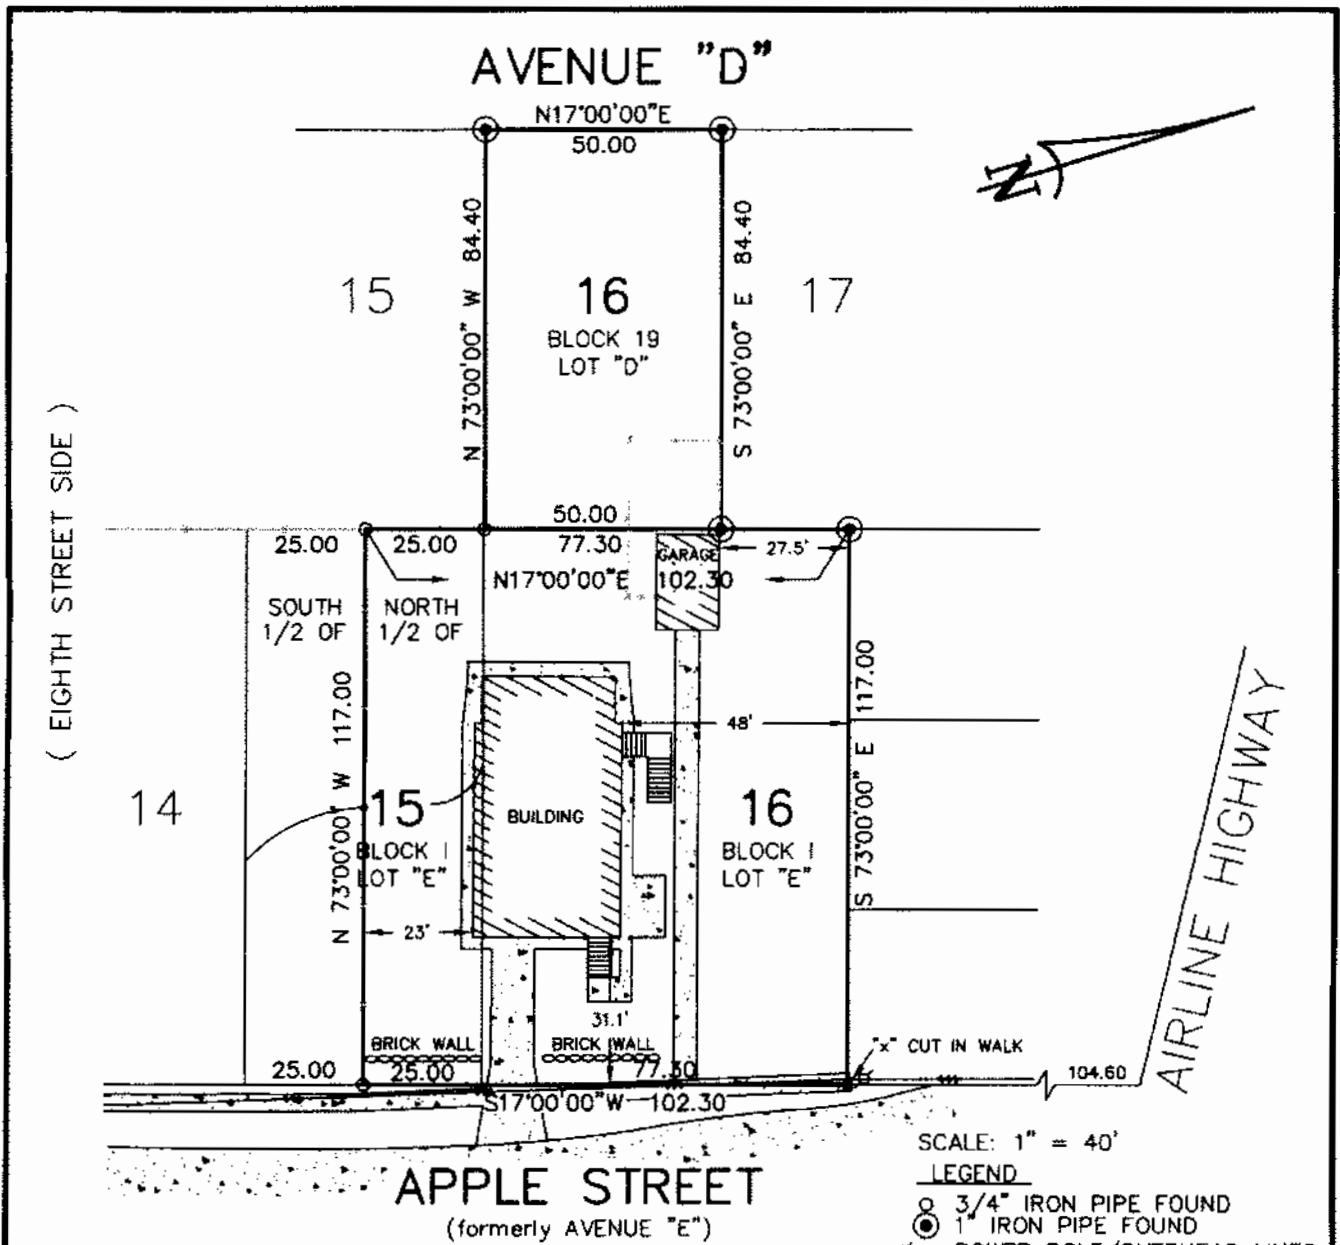 AVENUE "D"
N17°00'00"E
50.00
N
N 73°00'00" W 84.40
S 73°00'00" E 84.40
15
16
BLOCK 19
LOT "D"
17
( EIGHTH STREET SIDE )
50.00
25.00
25.00
77.30
GARAGE
27.5'
N17°00'00"E 102.30
SOUTH
1/2 OF
NORTH
1/2 OF
N 73°00'00" W 117.00
S 73°00'00" E 117.00
48'
14
15
BLOCK I
LOT "E"
BUILDING
16
BLOCK I
LOT "E"
AIRLINE HIGHWAY
23'
31.1'
BRICK WALL
BRICK WALL
"x" CUT IN WALK
25.00
25.00
77.30
104.60
S17°00'00"W 102.30
SCALE: 1" = 40'
LEGEND
3/4" IRON PIPE FOUND
1" IRON PIPE FOUND
APPLE STREET
(formerly AVENUE "E")